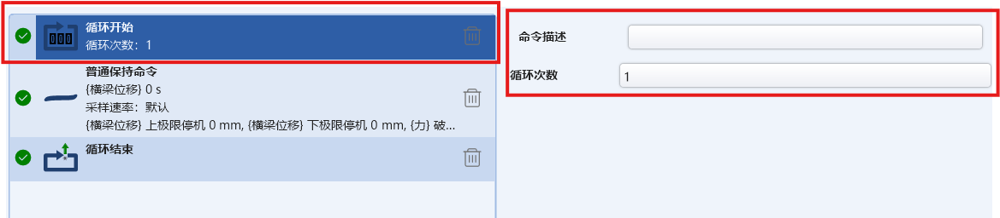 循环开始
循环次数：1
普通保持命令
{横梁位移} 0 s
采样速率：默认
{横梁位移} 上极限停机 0 mm, {横梁位移} 下极限停机 0 mm, {力} 破...
循环结束
命令描述
循环次数
1